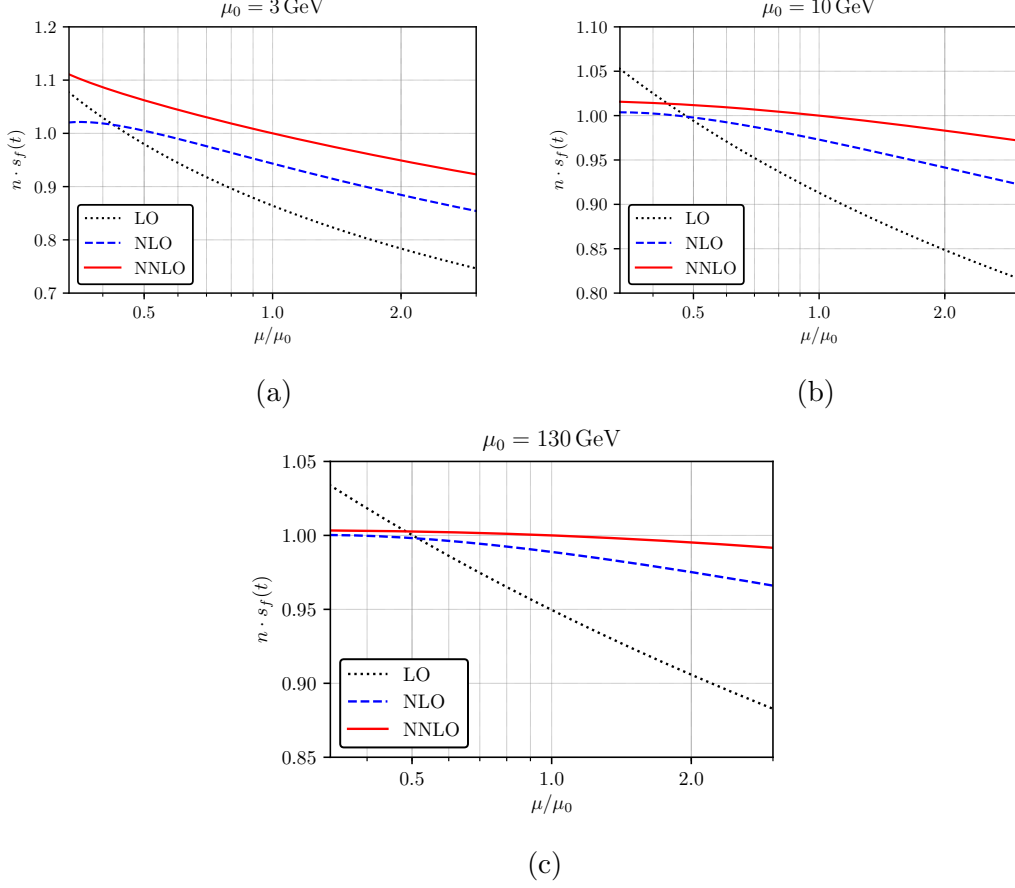 μ₀ = 3 GeV
1.2
1.1
1.0
0.9
0.8
0.7
n · s_f(t)
LO
NLO
NNLO
0.5 1.0 2.0
μ/μ₀
(a)
μ₀ = 10 GeV
1.10
1.05
1.00
0.95
0.90
0.85
0.80
n · s_f(t)
LO
NLO
NNLO
0.5 1.0 2.0
μ/μ₀
(b)
μ₀ = 130 GeV
1.05
1.00
0.95
0.90
0.85
n · s_f(t)
LO
NLO
NNLO
0.5 1.0 2.0
μ/μ₀
(c)